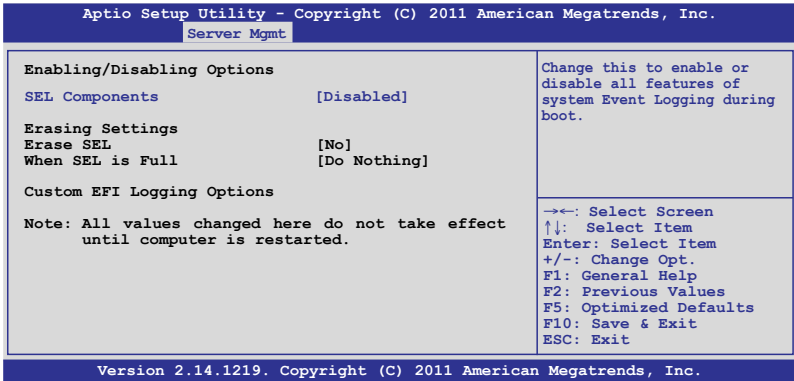 Aptio Setup Utility - Copyright (C) 2011 American Megatrends, Inc.
Server Mgmt
Enabling/Disabling Options
SEL Components [Disabled]
Erasing Settings
Erase SEL [No]
When SEL is Full [Do Nothing]
Custom EFI Logging Options
Note: All values changed here do not take effect
until computer is restarted.
Change this to enable or
disable all features of
system Event Logging during
boot.
→←: Select Screen
↑↓: Select Item
Enter: Select Item
+/-: Change Opt.
F1: General Help
F2: Previous Values
F5: Optimized Defaults
F10: Save & Exit
ESC: Exit
Version 2.14.1219. Copyright (C) 2011 American Megatrends, Inc.